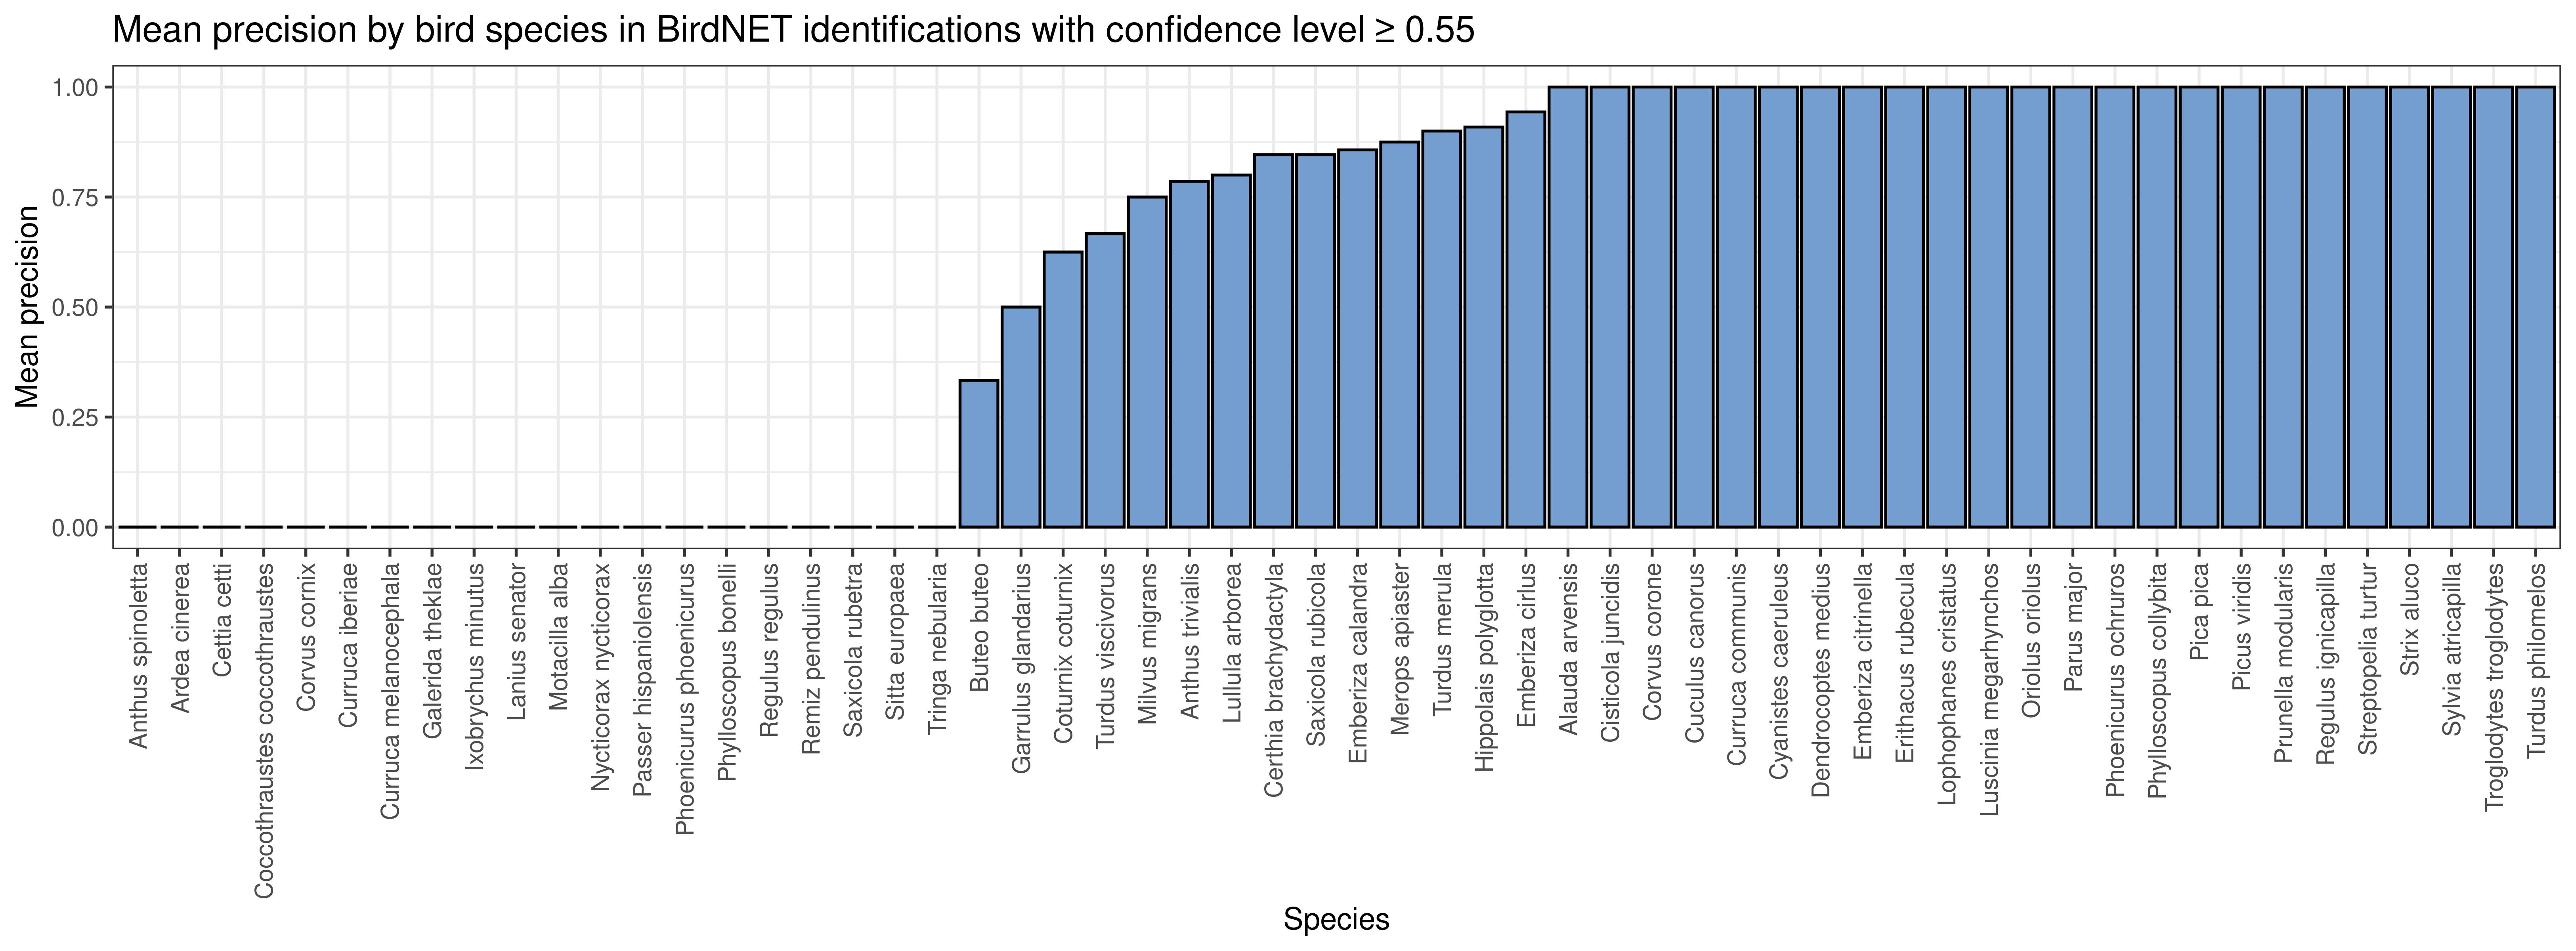 Mean precision by bird species in BirdNET identifications with confidence level ≥ 0.55
Mean precision
1.00
0.75
0.50
0.25
0.00
Anthus spinoletta
Ardea cinerea
Cettia cetti
Coccothraustes coccothraustes
Corvus cornix
Curruca iberiae
Curruca melanocephala
Galerida theklae
Ixobrychus minutus
Lanius senator
Motacilla alba
Nycticorax nycticorax
Passer hispaniolensis
Phoenicurus phoenicurus
Phylloscopus bonelli
Regulus regulus
Remiz pendulinus
Saxicola rubetra
Sitta europaea
Tringa nebularia
Buteo buteo
Garrulus glandarius
Coturnix coturnix
Turdus viscivorus
Milvus migrans
Anthus trivialis
Lullula arborea
Certhia brachydactyla
Saxicola rubicola
Emberiza calandra
Merops apiaster
Turdus merula
Hippolais polyglotta
Emberiza cirlus
Alauda arvensis
Cisticola juncidis
Corvus corone
Cuculus canorus
Curruca communis
Cyanistes caeruleus
Dendrocoptes medius
Emberiza citrinella
Erithacus rubecula
Lophophanes cristatus
Luscinia megarhynchos
Oriolus oriolus
Parus major
Phoenicurus ochruros
Phylloscopus collybita
Pica pica
Picus viridis
Prunella modularis
Regulus ignicapilla
Streptopelia turtur
Strix aluco
Sylvia atricapilla
Troglodytes troglodytes
Turdus philomelos
Species